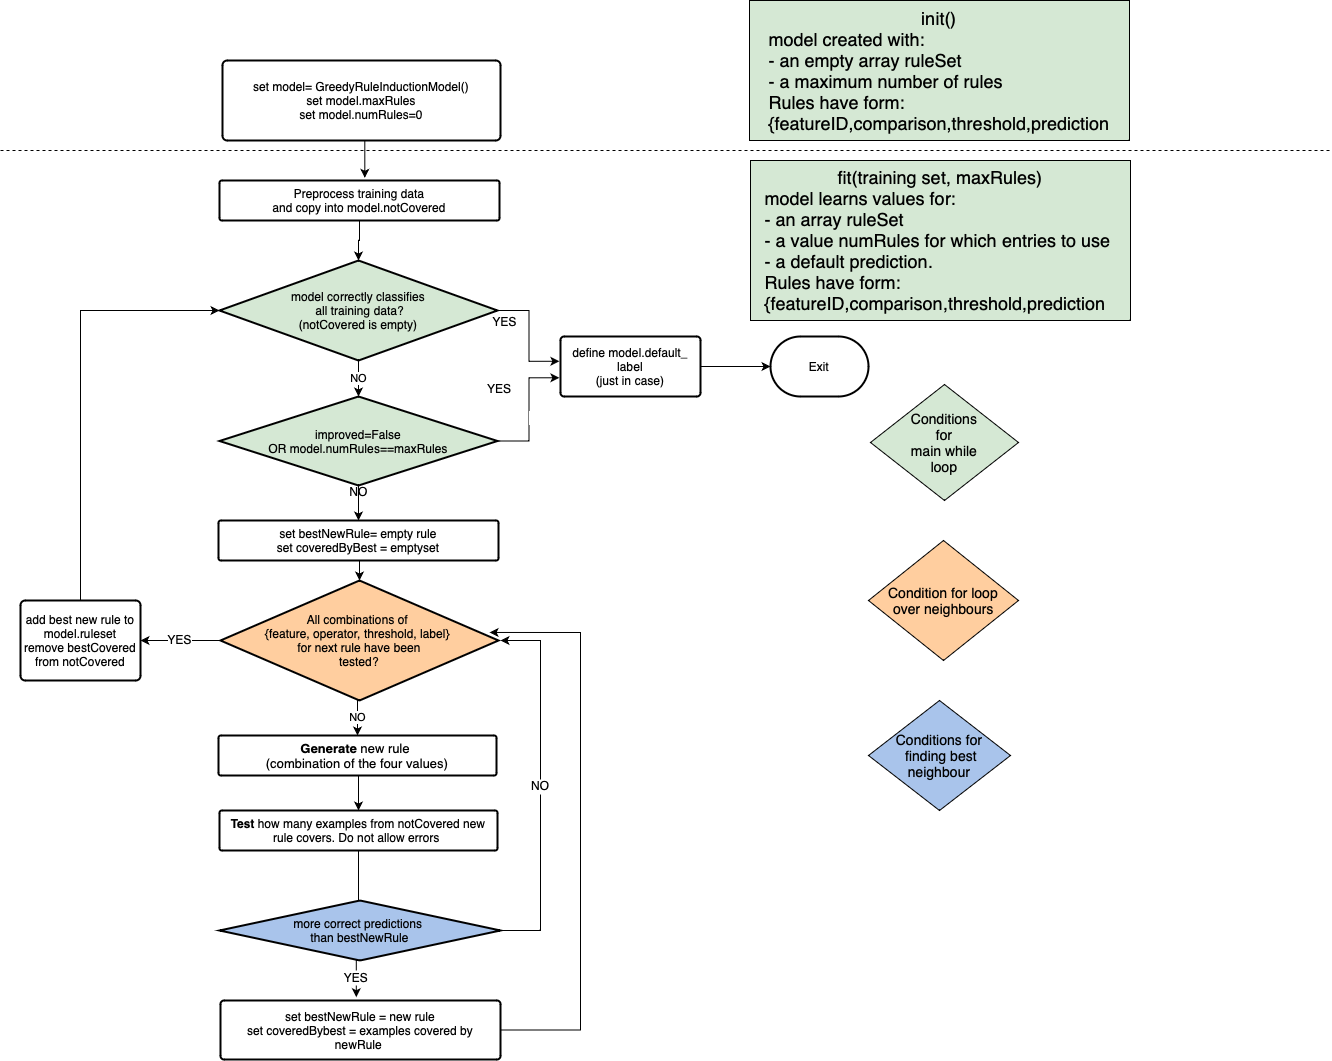 init()
model created with:
- an empty array ruleSet
- a maximum number of rules
Rules have form:
{featureID,comparison,threshold,prediction
set model= GreedyRuleInductionModel()
set model.maxRules
set model.numRules=0
fit(training set, maxRules)
model learns values for:
- an array ruleSet
- a value numRules for which entries to use
- a default prediction.
Rules have form:
{featureID,comparison,threshold,prediction
Preprocess training data
and copy into model.notCovered
model correctly classifies
all training data?
(notCovered is empty)
YES
define model.default_
label
(just in case)
Exit
NO
YES
improved=False
OR model.numRules==maxRules
NO
Conditions
for
main while
loop
set bestNewRule= empty rule
set coveredByBest = emptyset
Condition for loop
over neighbours
add best new rule to
model.ruleset
remove bestCovered
from notCovered
YES
All combinations of
{feature, operator, threshold, label}
for next rule have been
tested?
NO
Generate new rule
(combination of the four values)
Conditions for
finding best
neighbour
NO
Test how many examples from notCovered new
rule covers. Do not allow errors
more correct predictions
than bestNewRule
YES
set bestNewRule = new rule
set coveredBybest = examples covered by
newRule